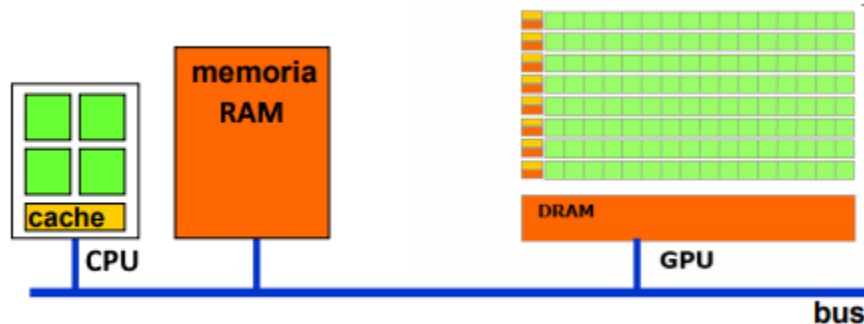 memoria
RAM
cache
CPU
DRAM
GPU
bus